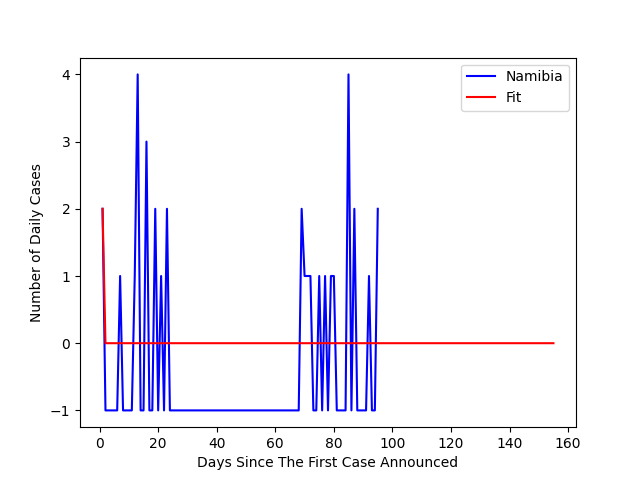 Namibia
Fit
Number of Daily Cases
4
3
2
1
0
−1
0 20 40 60 80 100 120 140 160
Days Since The First Case Announced